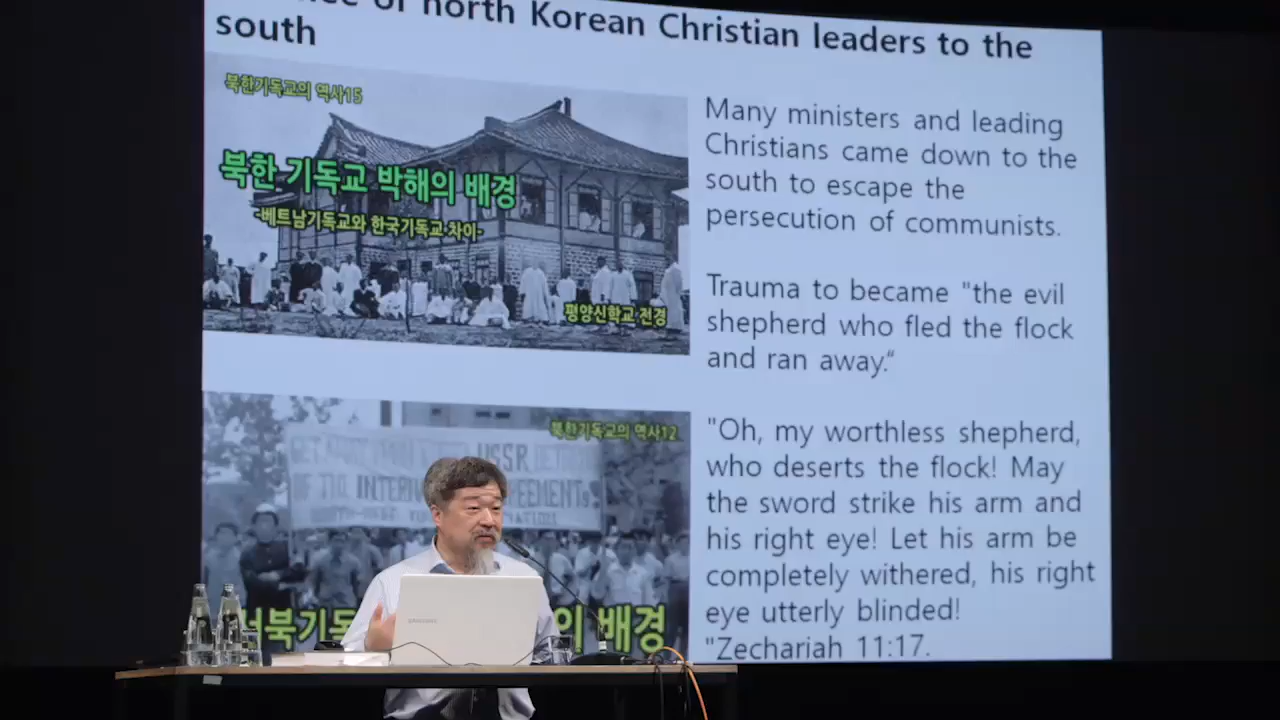 of north Korean Christian leaders to the
south
북한기독교의 역사15
북한 기독교 박해의 배경
-베트남기독교와 한국기독교 차이-
평양신학교 전경
Many ministers and leading
Christians came down to the
south to escape the
persecution of communists.
Trauma to became "the evil
shepherd who fled the flock
and ran away.“
북한기독교의 역사12
USSR
OF
의 배경
"Oh, my worthless shepherd,
who deserts the flock! May
the sword strike his arm and
his right eye! Let his arm be
completely withered, his right
eye utterly blinded!
"Zechariah 11:17.
SAMSUNG